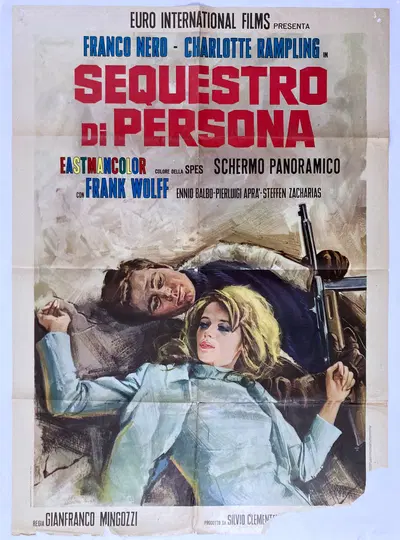 EURO INTERNATIONAL FILMS PRESENTA
FRANCO NERO - CHARLOTTE RAMPLING IN
SEQUESTRO
DI PERSONA
EASTMANCOLOR COLORE DELLA SPES SCHERMO PANORAMICO
CON FRANK WOLFF ENNIO BALBO-PIERLUIGI APRÀ-STEFFEN ZACHARIAS
REGIA GIANFRANCO MINGOZZI PRODOTTO DA SILVIO CLEMENT